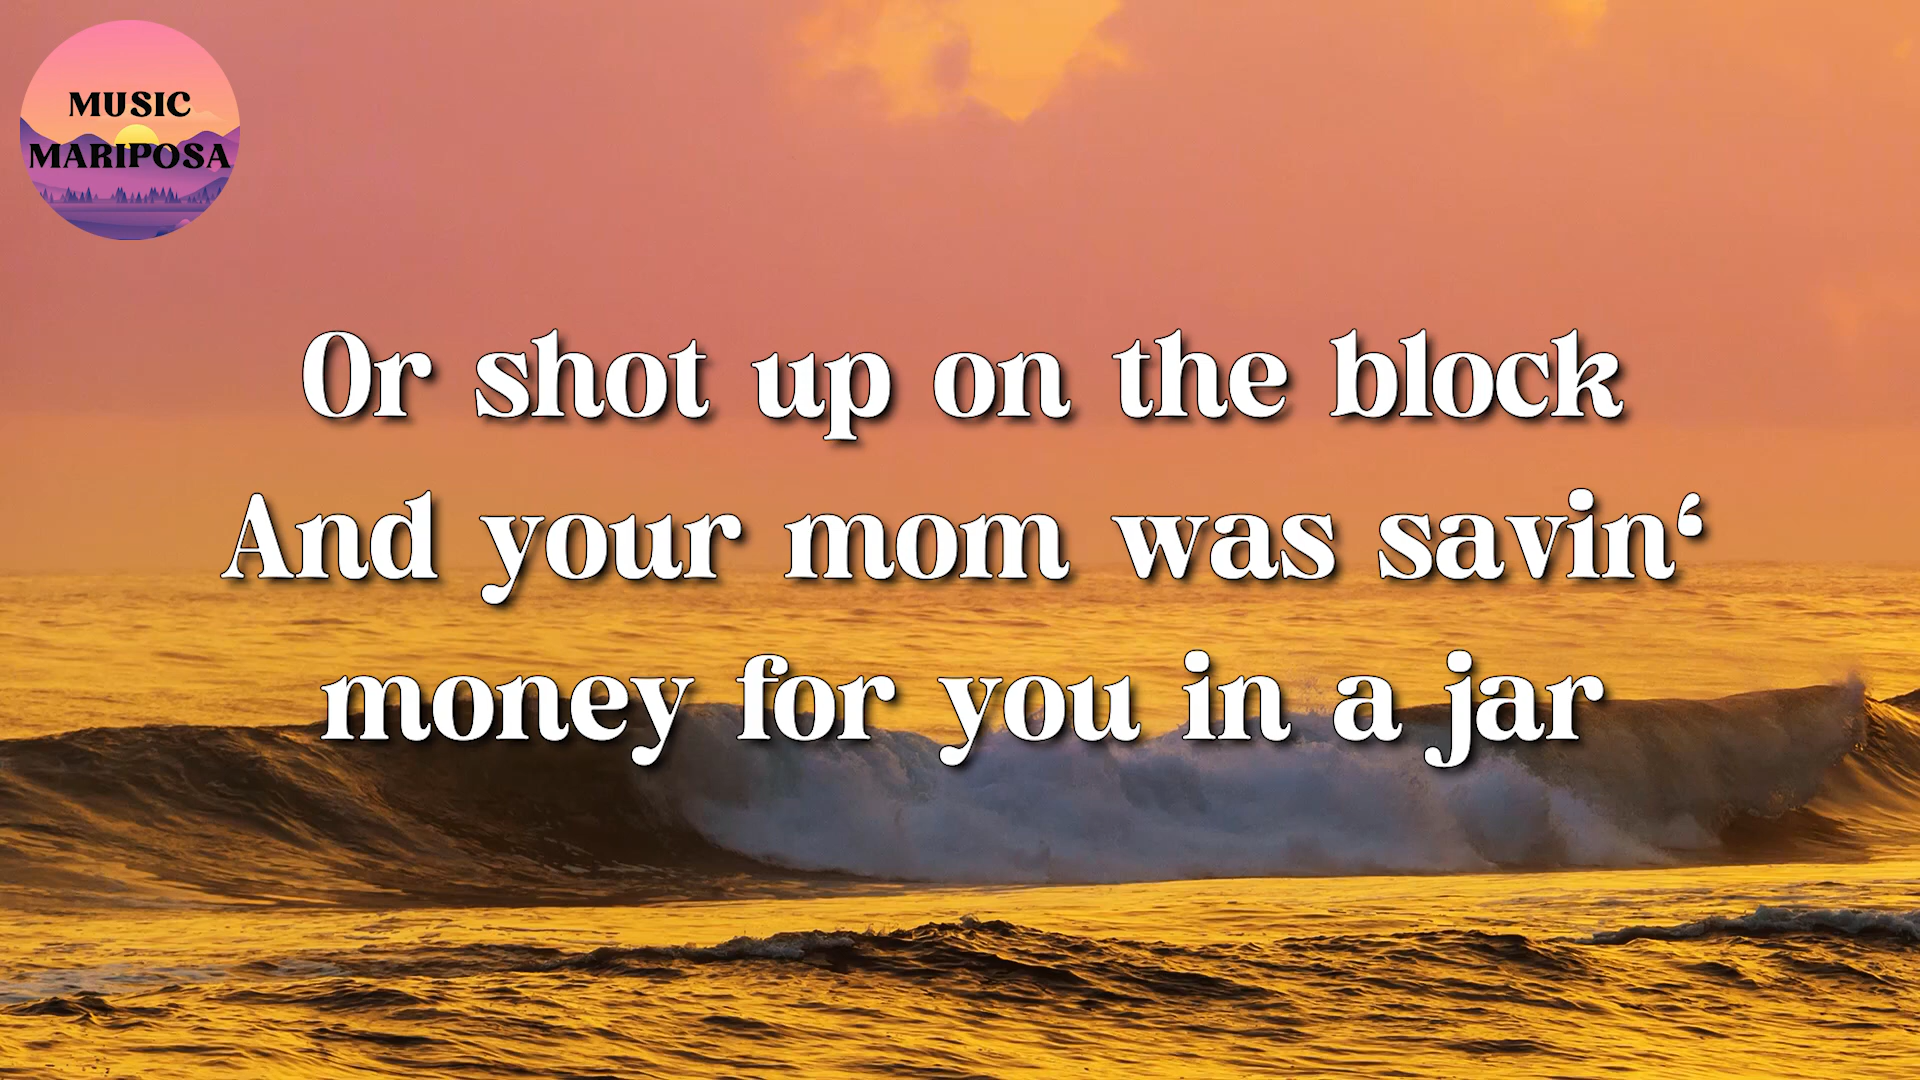 MUSIC
MARIPOSA
Or shot up on the block
And your mom was savin‘
money for you in a jar